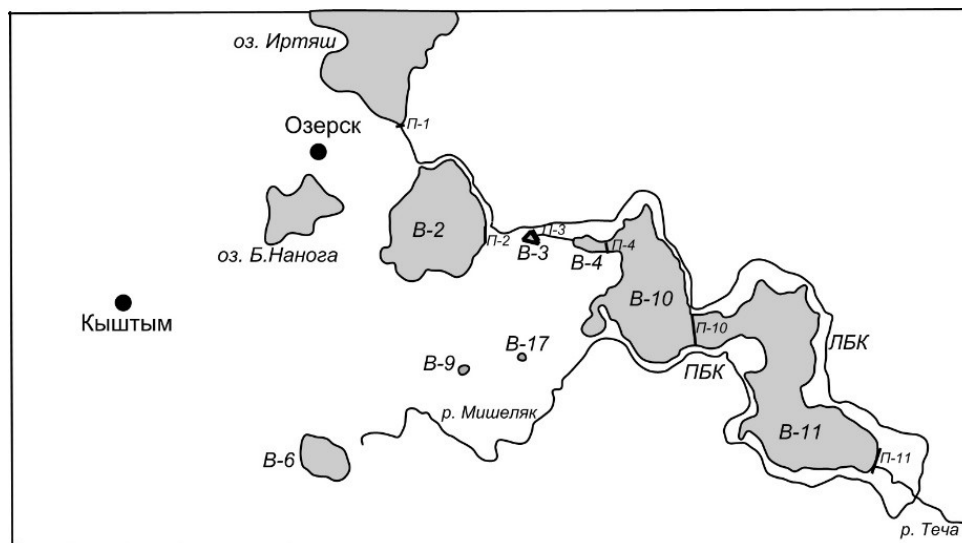 оз. Иртяш
П-1
Озерск
В-2
П-2
П-3
В-3
П-4
В-4
оз. Б.Нанога
В-10
Кыштым
П-10
ЛБК
В-17
В-9
ПБК
р. Мишеляк
В-11
В-6
П-11
р. Теча